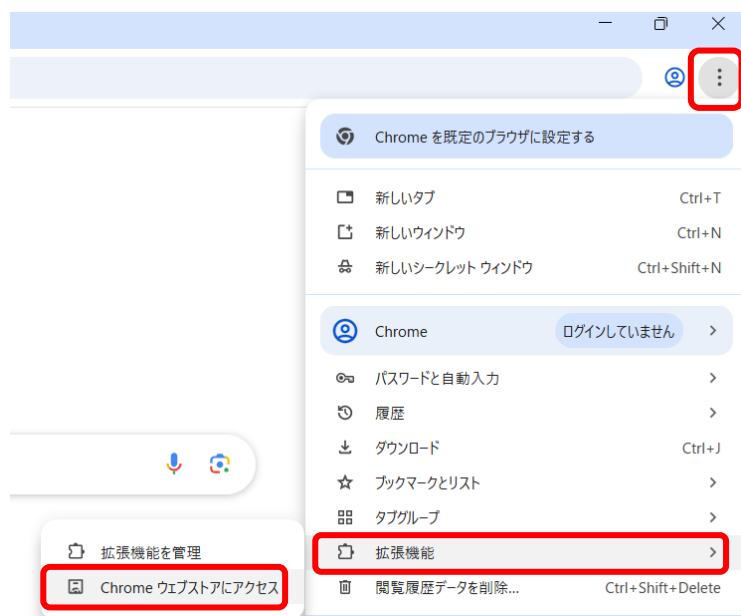 Chrome を既定のブラウザに設定する
新しいタブ Ctrl+T
新しいウィンドウ Ctrl+N
新しいシークレット ウィンドウ Ctrl+Shift+N
Chrome ログインしていません
パスワードと自動入力
履歴
ダウンロード Ctrl+J
ブックマークとリスト
タブグループ
拡張機能
拡張機能を管理
Chrome ウェブストアにアクセス
閲覧履歴データを削除... Ctrl+Shift+Delete